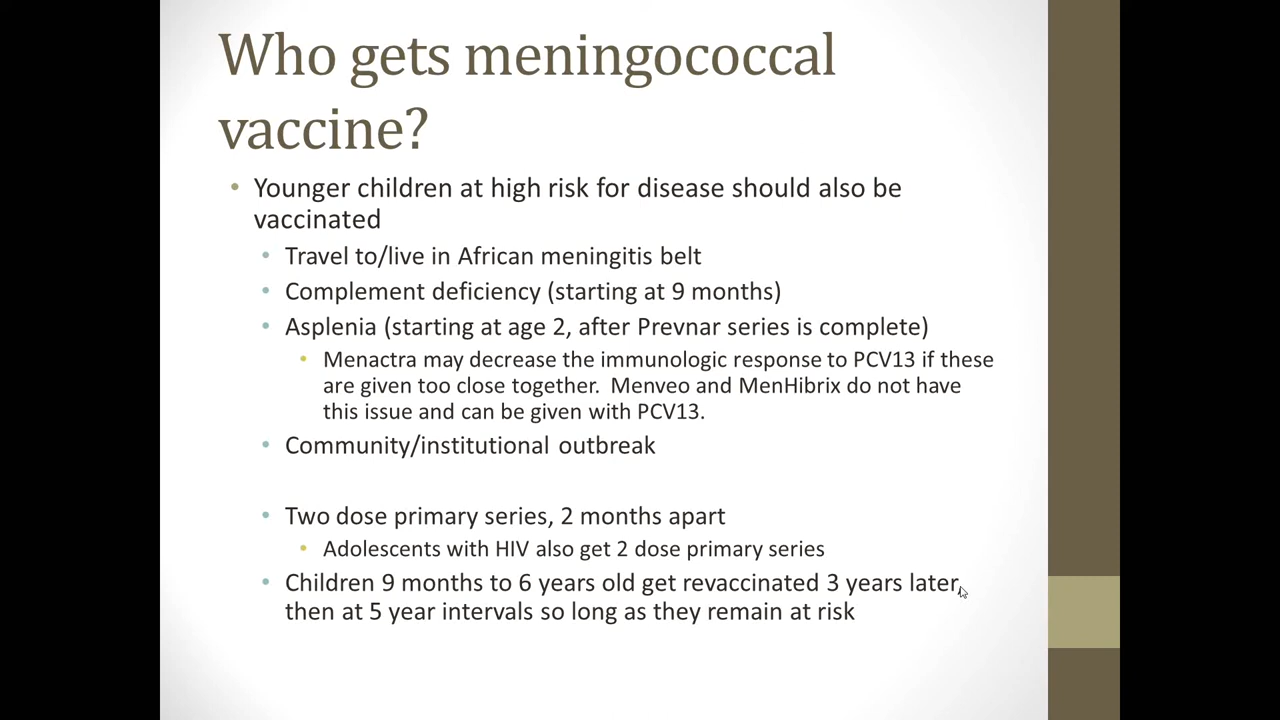 Who gets meningococcal
vaccine?
• Younger children at high risk for disease should also be
vaccinated
• Travel to/live in African meningitis belt
• Complement deficiency (starting at 9 months)
• Asplenia (starting at age 2, after Prevnar series is complete)
• Menactra may decrease the immunologic response to PCV13 if these
are given too close together.  Menveo and MenHibrix do not have
this issue and can be given with PCV13.
• Community/institutional outbreak
• Two dose primary series, 2 months apart
• Adolescents with HIV also get 2 dose primary series
• Children 9 months to 6 years old get revaccinated 3 years later,
then at 5 year intervals so long as they remain at risk